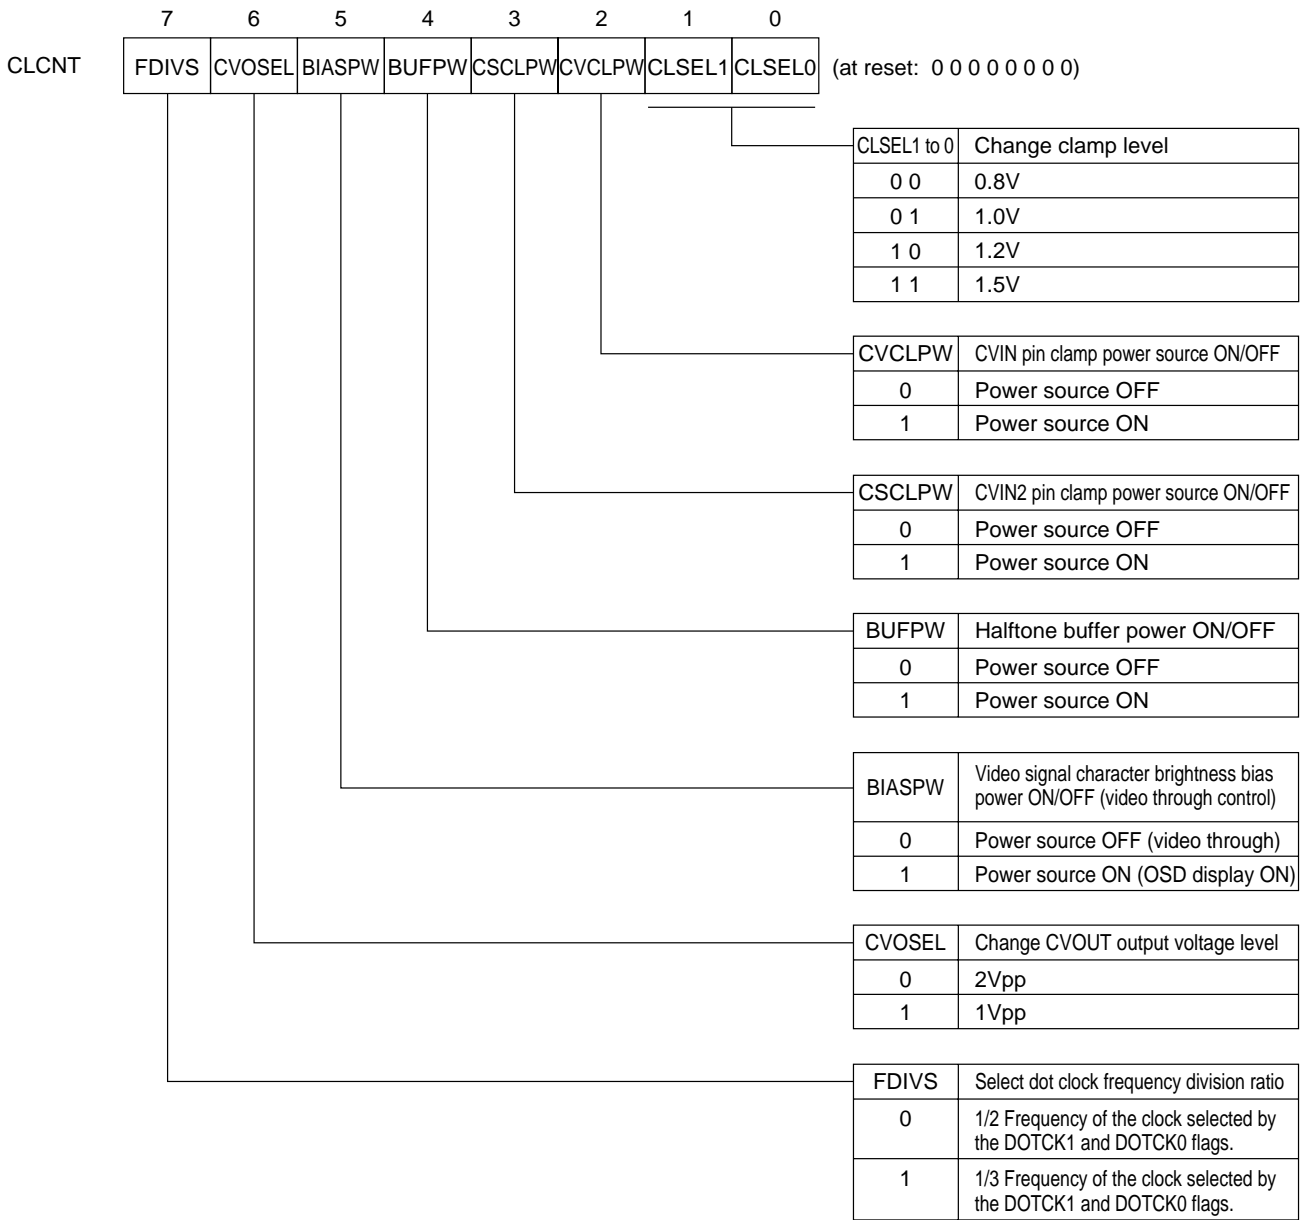 7 6 5 4 3 2 1 0
CLCNT FDIVS CVOSEL BIASPW BUFPW CSCLPW CVCLPW CLSEL1 CLSEL0 (at reset: 0 0 0 0 0 0 0 0)
CLSEL1 to 0 Change clamp level
0 0 0.8V
0 1 1.0V
1 0 1.2V
1 1 1.5V
CVCLPW CVIN pin clamp power source ON/OFF
0 Power source OFF
1 Power source ON
CSCLPW CVIN2 pin clamp power source ON/OFF
0 Power source OFF
1 Power source ON
BUFPW Halftone buffer power ON/OFF
0 Power source OFF
1 Power source ON
BIASPW Video signal character brightness bias
power ON/OFF (video through control)
0 Power source OFF (video through)
1 Power source ON (OSD display ON)
CVOSEL Change CVOUT output voltage level
0 2Vpp
1 1Vpp
FDIVS Select dot clock frequency division ratio
0 1/2 Frequency of the clock selected by
the DOTCK1 and DOTCK0 flags.
1 1/3 Frequency of the clock selected by
the DOTCK1 and DOTCK0 flags.